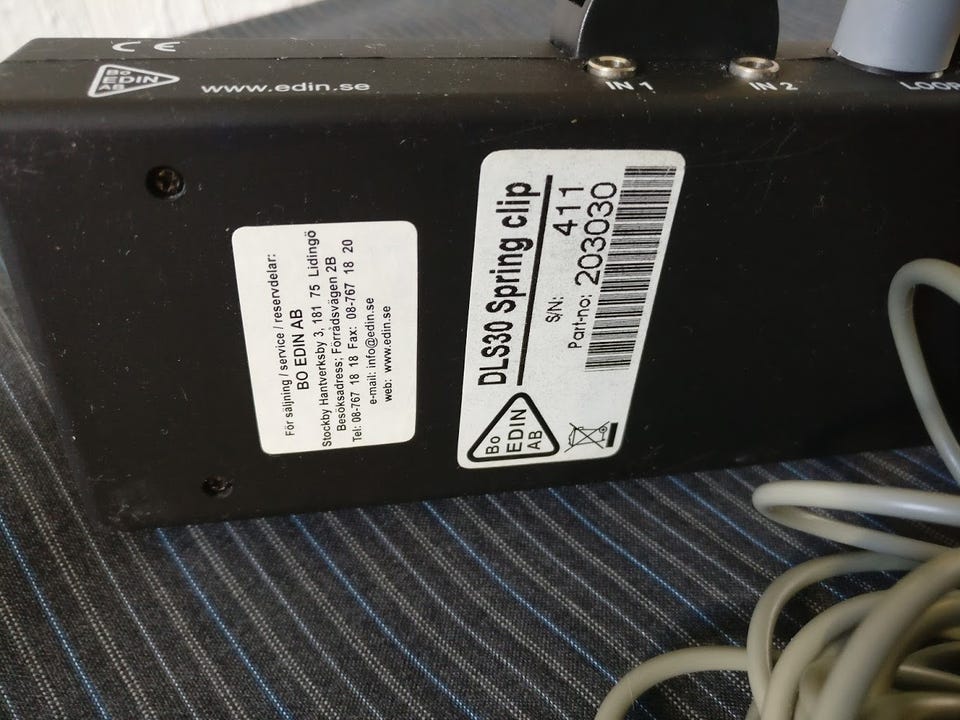 CE
Bo
EDIN
AB
www.edin.se
IN 1
IN 2
LOOP
För säljning / service / reservdelar:
BO EDIN AB
Stockby Hantverksby 3, 181 75 Lidingö
Besöksadress; Förrådsvägen 2B
Tel: 08-767 18 18 Fax: 08-767 18 20
e-mail: info@edin.se
web: www.edin.se
Bo
EDIN
AB
DLS30 Spring clip
S/N: 411
Part-no: 203030